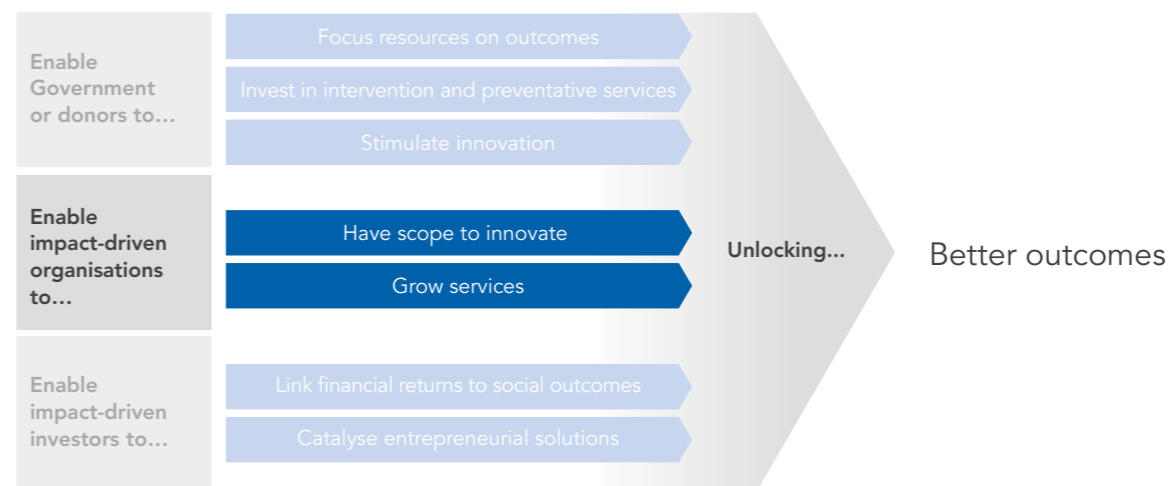 Enable
Government
or donors to...
Focus resources on outcomes
Invest in intervention and preventative services
Stimulate innovation
Enable
impact-driven
organisations
to...
Have scope to innovate
Grow services
Enable
impact-driven
investors to...
Link financial returns to social outcomes
Catalyse entrepreneurial solutions
Unlocking...
Better outcomes